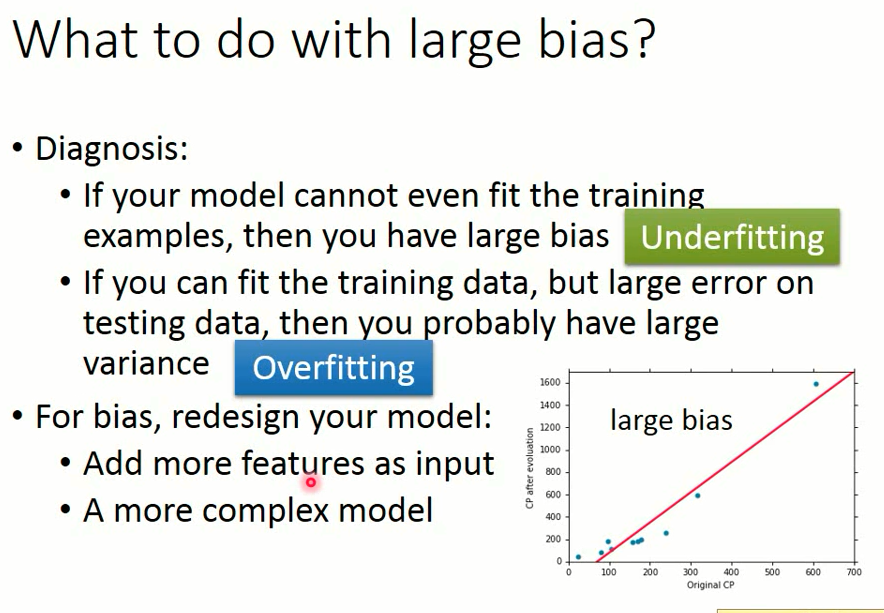 What to do with large bias?
• Diagnosis:
• If your model cannot even fit the training
examples, then you have large bias
Underfitting
• If you can fit the training data, but large error on
testing data, then you probably have large
variance
Overfitting
• For bias, redesign your model:
• Add more features as input
• A more complex model
large bias
CP after evoluation
1600
1400
1200
1000
800
600
400
200
0
0 100 200 300 400 500 600 700
Original CP